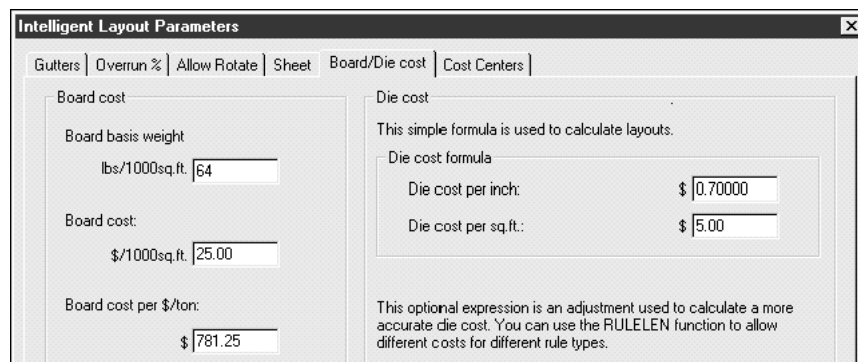 Intelligent Layout Parameters
Gutters Overrun % Allow Rotate Sheet Board/Die cost Cost Centers
Board cost
Board basis weight
lbs/1000sq.ft. 64
Board cost:
$/1000sq.ft. 25.00
Board cost per $/ton:
$ 781.25
Die cost
This simple formula is used to calculate layouts.
Die cost formula
Die cost per inch: $ 0.70000
Die cost per sq.ft.: $ 5.00
This optional expression is an adjustment used to calculate a more
accurate die cost. You can use the RULELEN function to allow
different costs for different rule types.